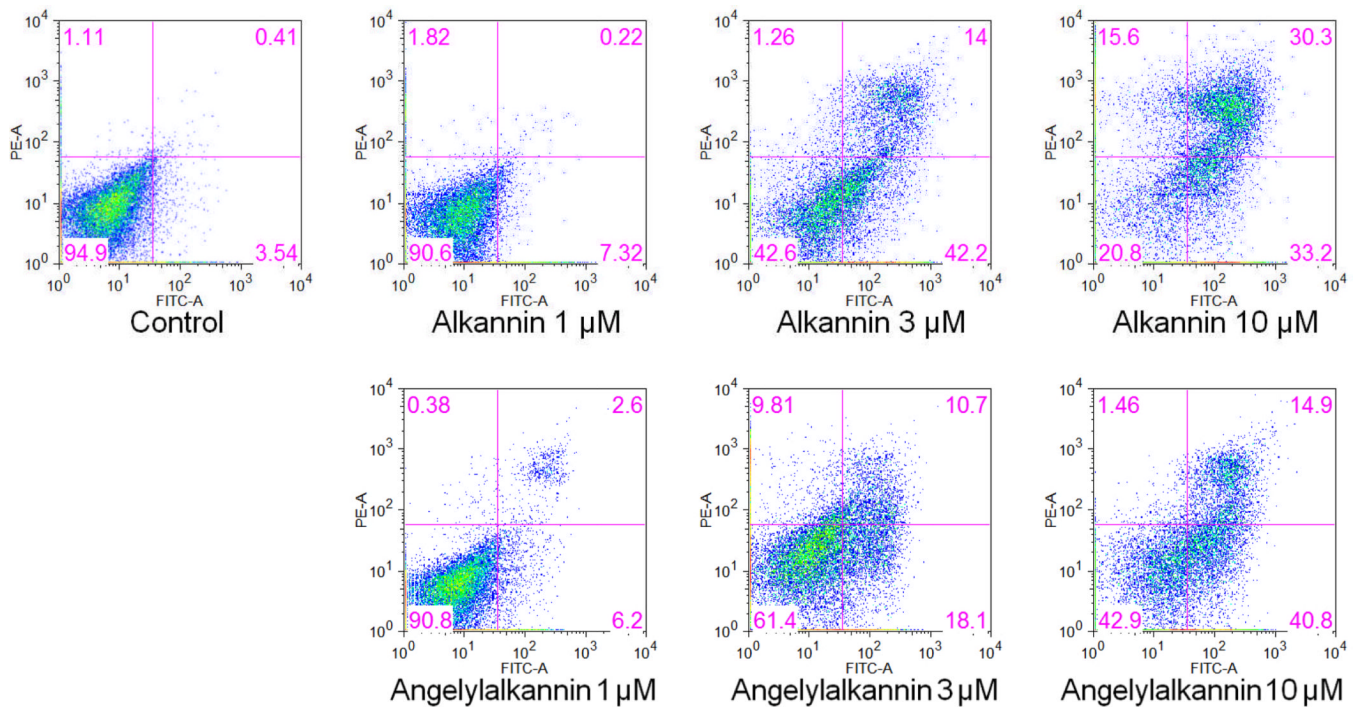 10⁴ 1.11 0.41
10³
PE-A
10²
10¹
10⁰ 94.9 3.54
10⁰ 10¹ 10² 10³ 10⁴
FITC-A
Control
10⁴ 1.82 0.22
10³
PE-A
10²
10¹
10⁰ 90.6 7.32
10⁰ 10¹ 10² 10³ 10⁴
FITC-A
Alkannin 1 µM
10⁴ 1.26 14
10³
PE-A
10²
10¹
10⁰ 42.6 42.2
10⁰ 10¹ 10² 10³ 10⁴
FITC-A
Alkannin 3 µM
10⁴ 15.6 30.3
10³
PE-A
10²
10¹
10⁰ 20.8 33.2
10⁰ 10¹ 10² 10³ 10⁴
FITC-A
Alkannin 10 µM
10⁴ 0.38 2.6
10³
PE-A
10²
10¹
10⁰ 90.8 6.2
10⁰ 10¹ 10² 10³ 10⁴
FITC-A
Angelylalkannin 1 µM
10⁴ 9.81 10.7
10³
PE-A
10²
10¹
10⁰ 61.4 18.1
10⁰ 10¹ 10² 10³ 10⁴
FITC-A
Angelylalkannin 3 µM
10⁴ 1.46 14.9
10³
PE-A
10²
10¹
10⁰ 42.9 40.8
10⁰ 10¹ 10² 10³ 10⁴
FITC-A
Angelylalkannin 10 µM